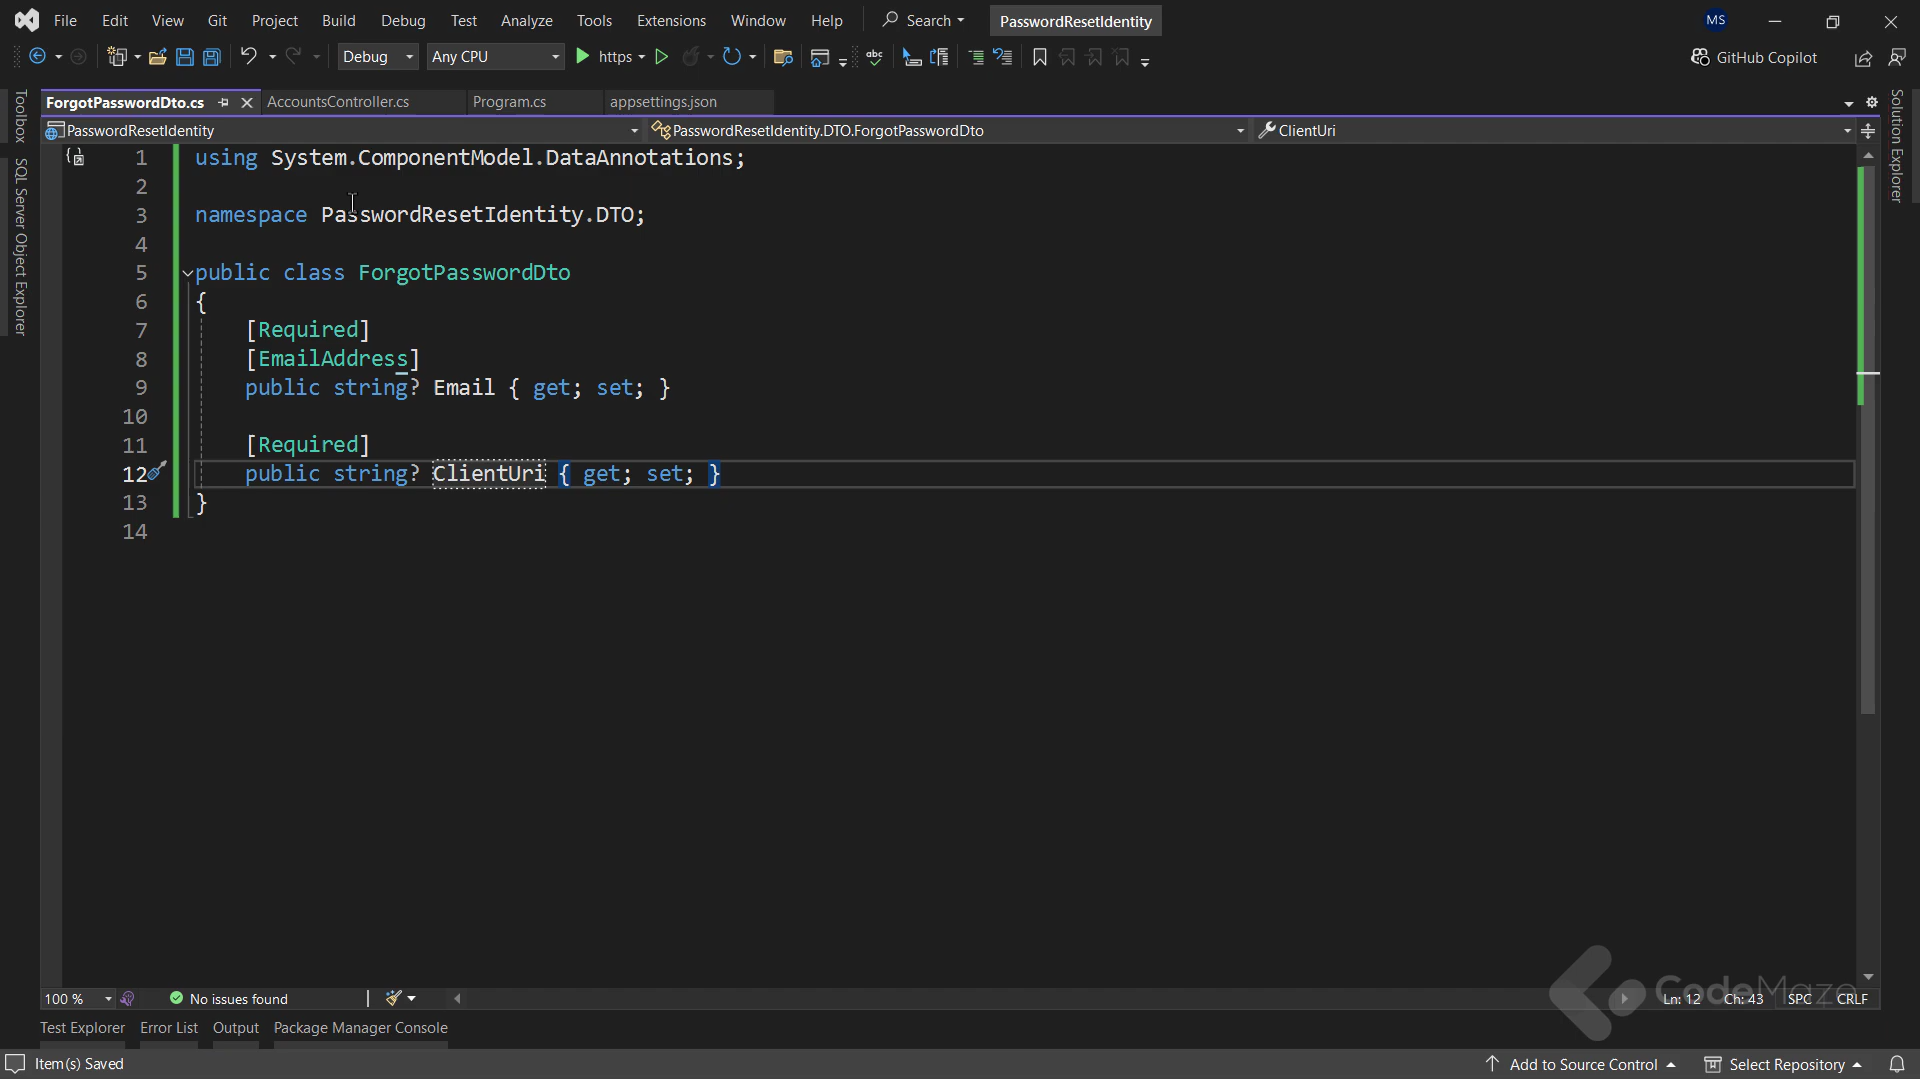 File Edit View Git Project Build Debug Test Analyze Tools Extensions Window Help Search PasswordResetIdentity MS
Debug Any CPU https GitHub Copilot
ForgotPasswordDto.cs AccountsController.cs Program.cs appsettings.json
PasswordResetIdentity PasswordResetIdentity.DTO.ForgotPasswordDto ClientUri
Toolbox
SQL Server Object Explorer
Solution Explorer
1 using System.ComponentModel.DataAnnotations;
2
3 namespace PasswordResetIdentity.DTO;
4
5 public class ForgotPasswordDto
6 {
7 [Required]
8 [EmailAddress]
9 public string? Email { get; set; }
10
11 [Required]
12 public string? ClientUri { get; set; }
13 }
14
100 % No issues found Ln: 12 Ch: 43 SPC CRLF
CodeMaze
Test Explorer Error List Output Package Manager Console
Item(s) Saved Add to Source Control Select Repository